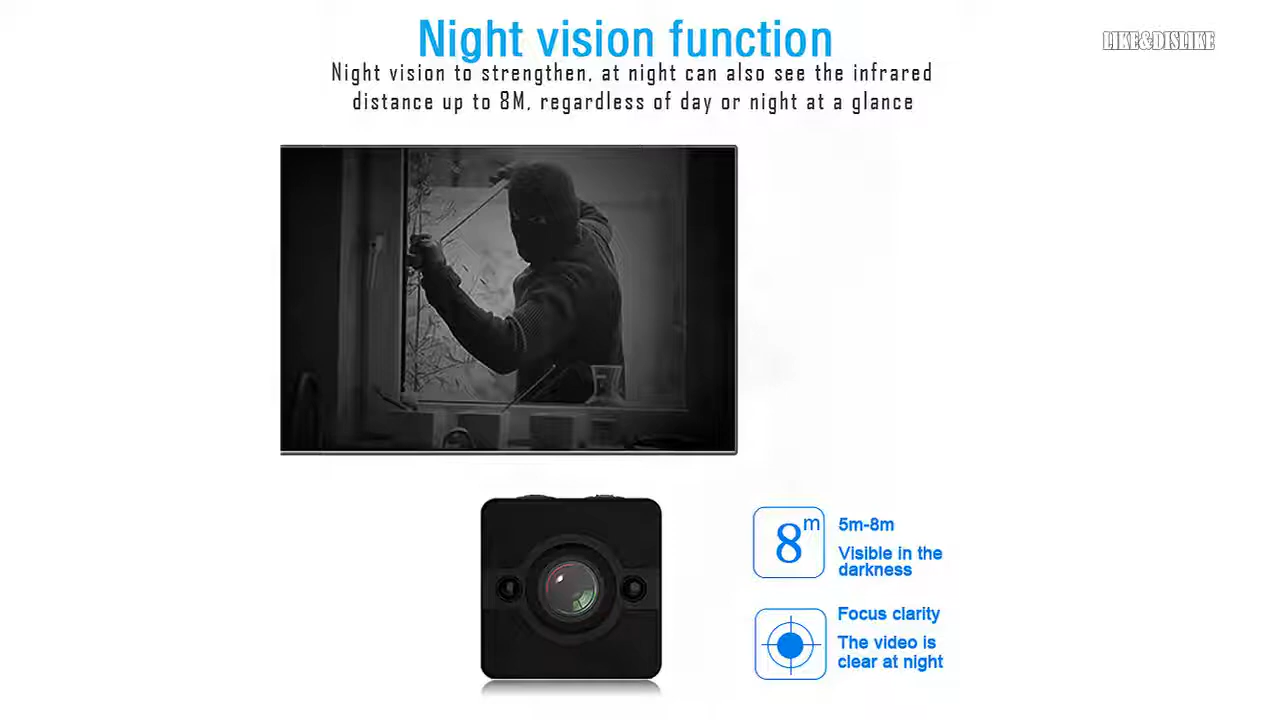 Night vision function
LIKE&DISLIKE
Night vision to strengthen, at night can also see the infrared
distance up to 8M, regardless of day or night at a glance
8m
5m-8m
Visible in the
darkness
Focus clarity
The video is
clear at night